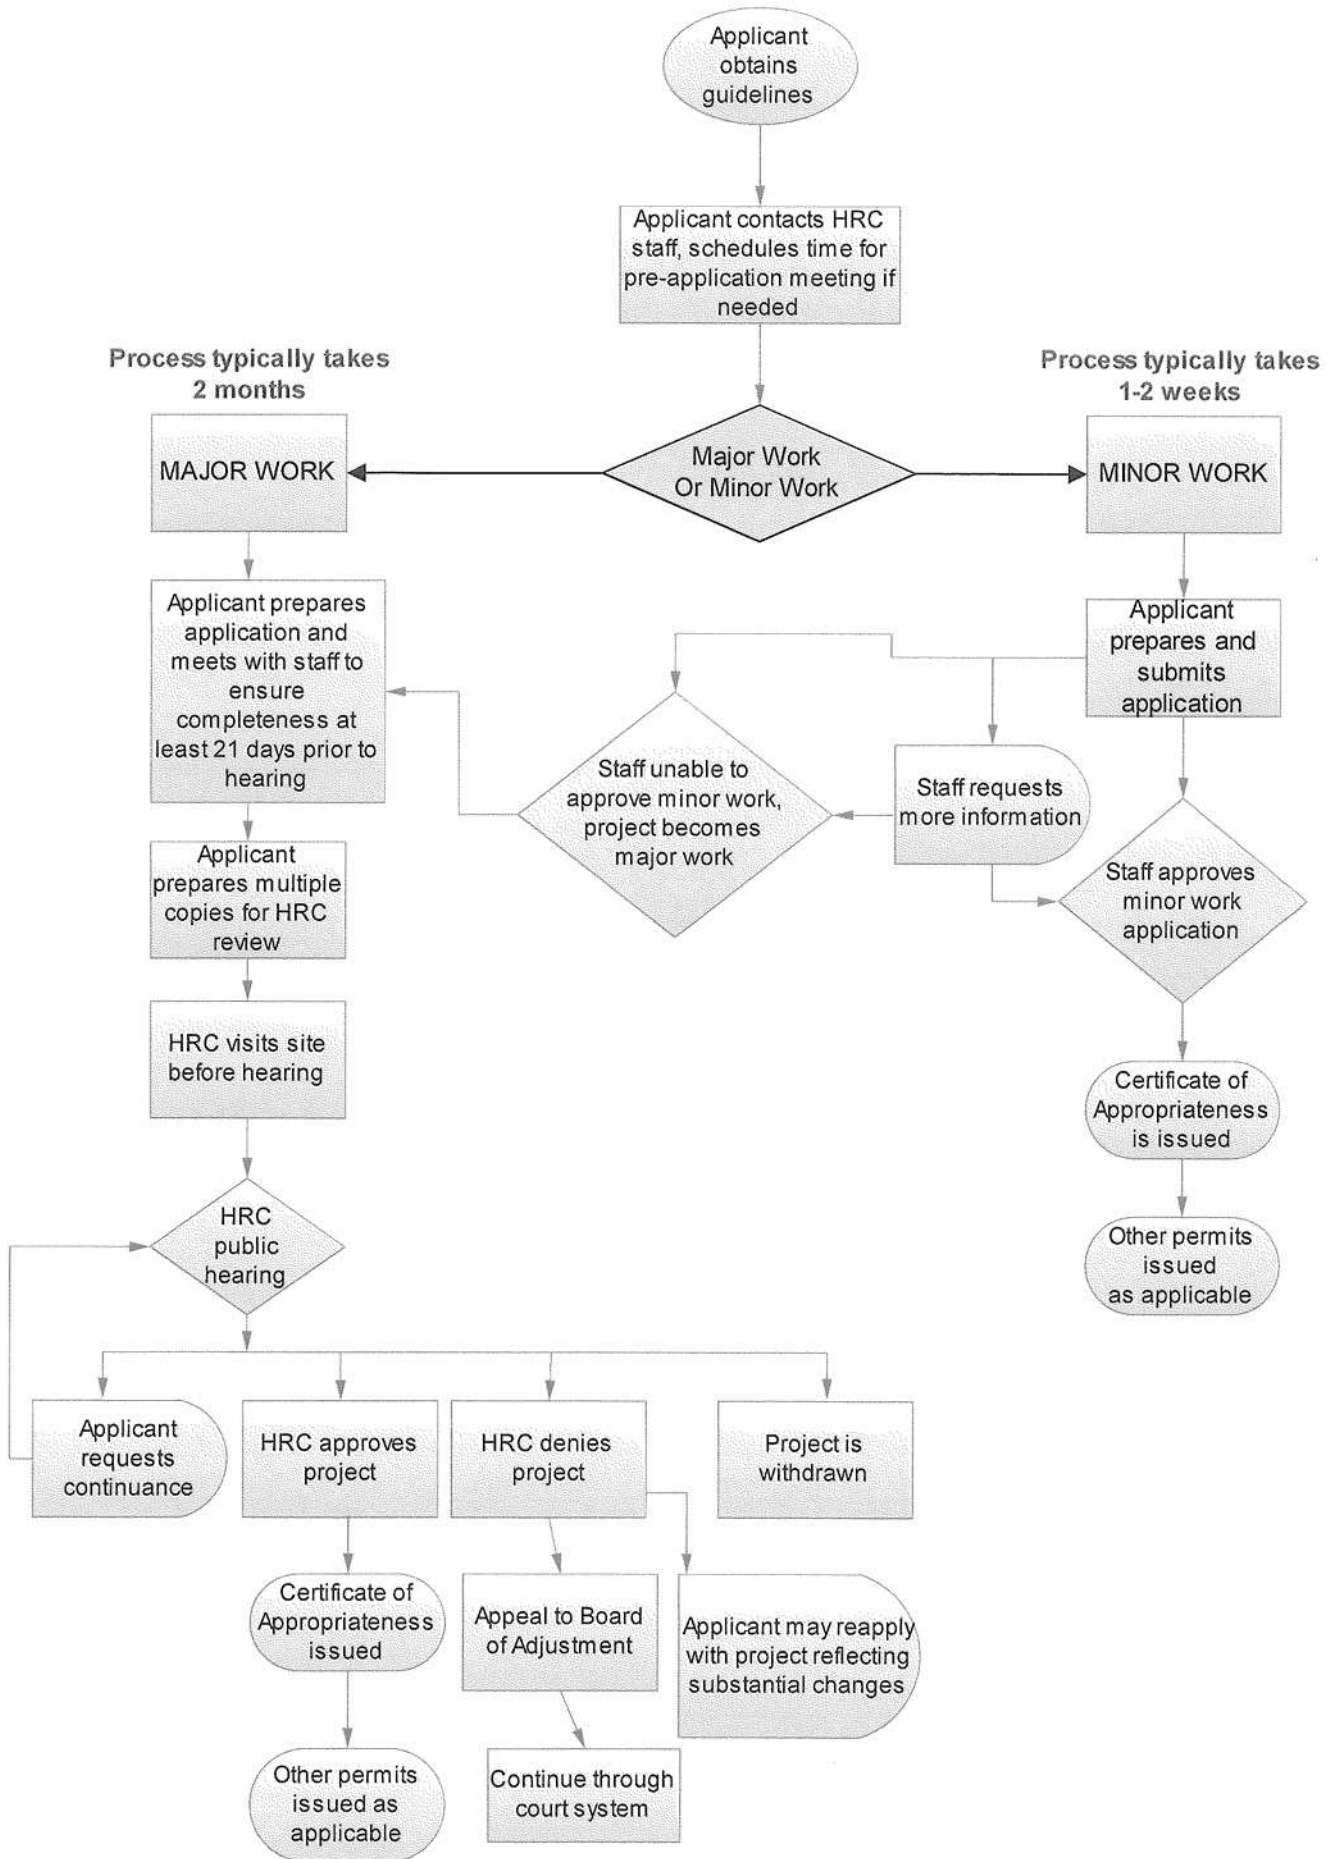 Applicant
obtains
guidelines
Applicant contacts HRC
staff, schedules time for
pre-application meeting if
needed
Process typically takes
2 months
Process typically takes
1-2 weeks
MAJOR WORK
Major Work
Or Minor Work
MINOR WORK
Applicant prepares
application and
meets with staff to
ensure
completeness at
least 21 days prior to
hearing
Applicant
prepares and
submits
application
Staff unable to
approve minor work,
project becomes
major work
Staff requests
more information
Staff approves
minor work
application
Applicant
prepares multiple
copies for HRC
review
HRC visits site
before hearing
Certificate of
Appropriateness
is issued
HRC
public
hearing
Other permits
issued
as applicable
Applicant
requests
continuance
HRC approves
project
HRC denies
project
Project is
withdrawn
Certificate of
Appropriateness
issued
Appeal to Board
of Adjustment
Applicant may reapply
with project reflecting
substantial changes
Other permits
issued as
applicable
Continue through
court system